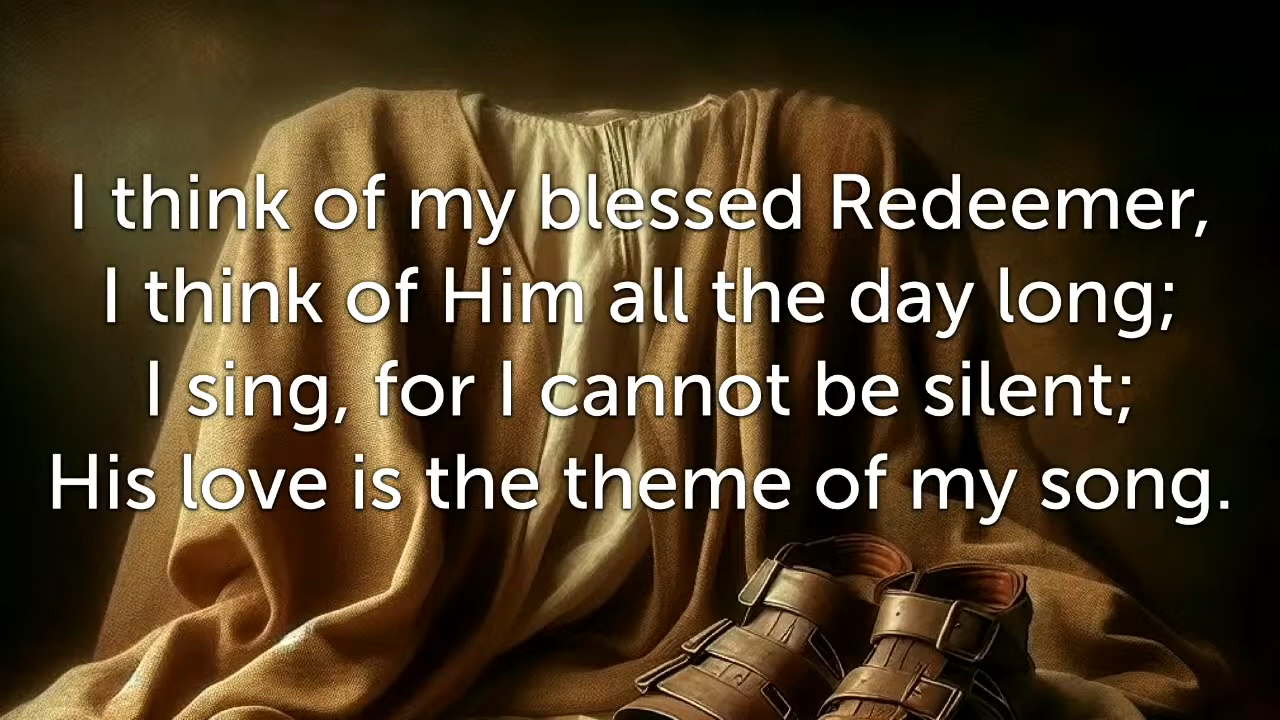 I think of my blessed Redeemer,
I think of Him all the day long;
I sing, for I cannot be silent;
His love is the theme of my song.